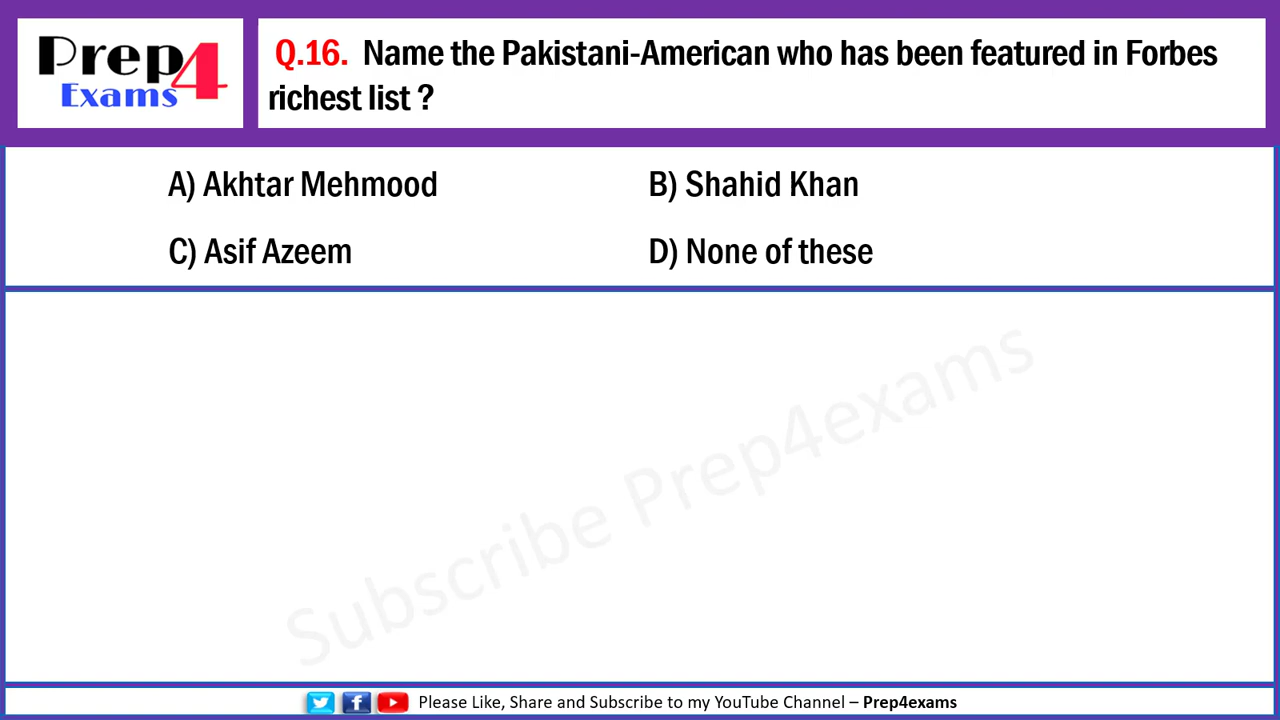 Prep4
Exams
Q.16. Name the Pakistani-American who has been featured in Forbes
richest list ?
A) Akhtar Mehmood
B) Shahid Khan
C) Asif Azeem
D) None of these
Subscribe Prep4exams
Please Like, Share and Subscribe to my YouTube Channel – Prep4exams